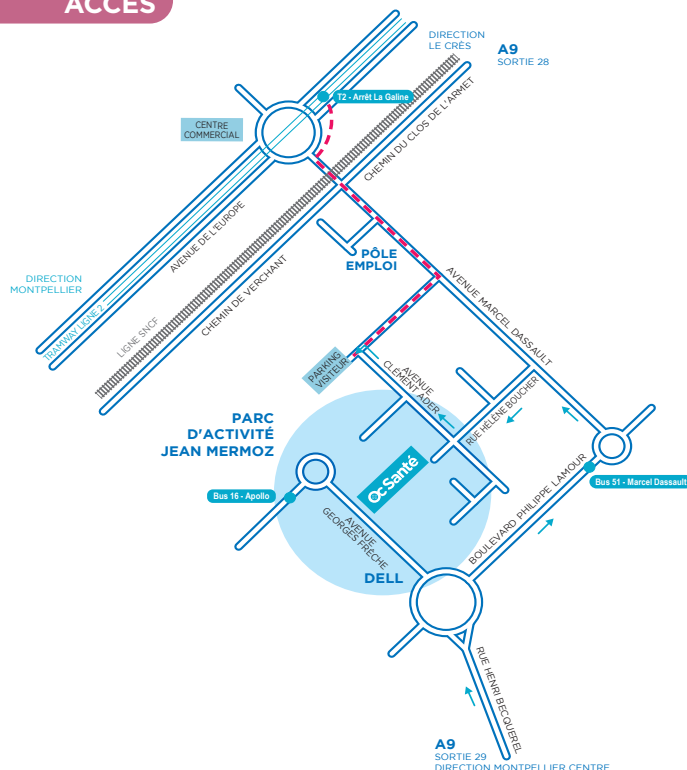 ACCÈS
DIRECTION
LE CRÈS
A9
SORTIE 28
T2 - Arrêt La Galine
CENTRE
COMMERCIAL
CHEMIN DU CLOS DE L'ARMET
AVENUE DE L'EUROPE
PÔLE
EMPLOI
DIRECTION
MONTPELLIER
TRAMWAY LIGNE 2
LIGNE SNCF
CHEMIN DE VERCHANT
AVENUE MARCEL DASSAULT
PARKING
VISITEUR
AVENUE
CLÉMENT ADER
RUE HÉLÈNE BOUCHER
PARC
D'ACTIVITÉ
JEAN MERMOZ
OcSanté
Bus 16 - Apollo
Bus 51 - Marcel Dassault
BOULEVARD PHILIPPE LAMOUR
AVENUE
GEORGES FRÊCHE
DELL
RUE HENRI BECQUEREL
A9
SORTIE 29
DIRECTION MONTPELLIER CENTRE